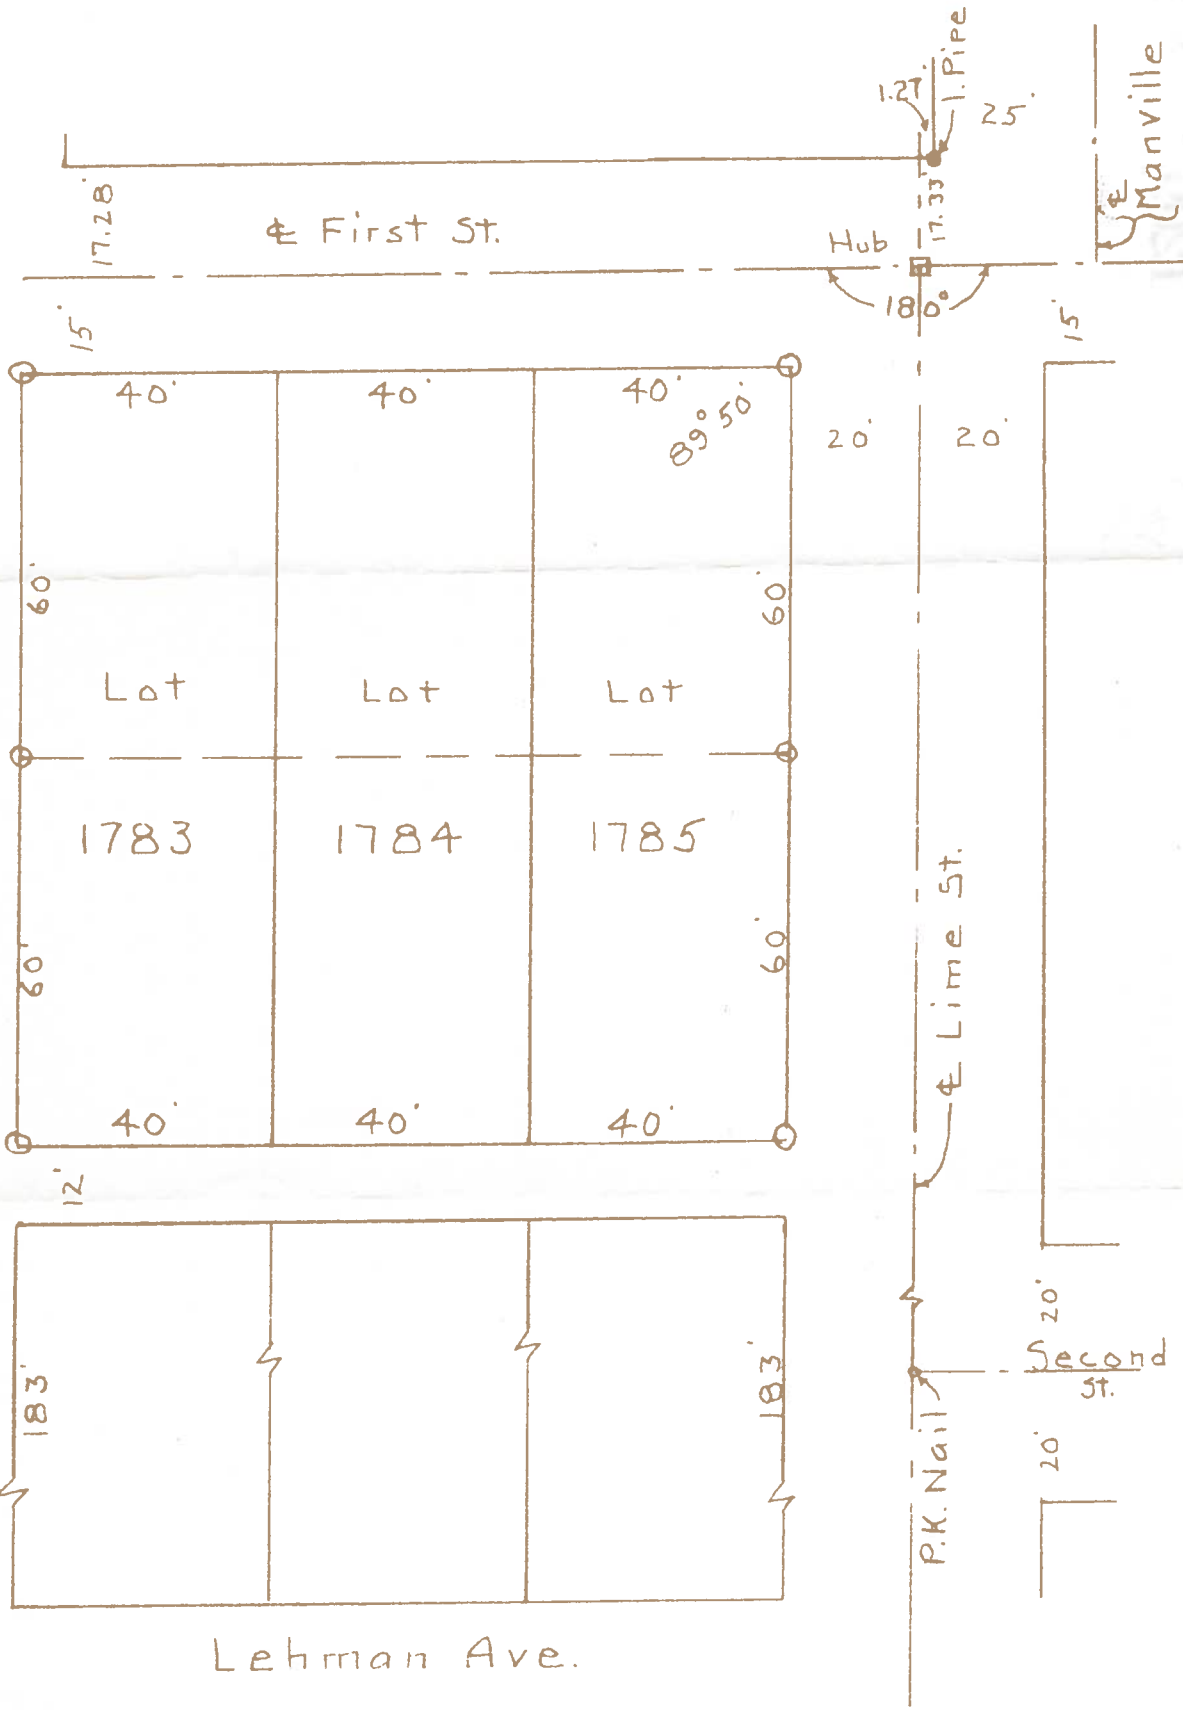 1.27'
I.Pipe
25'
Manville
℄
17.28'
℄ First St.
Hub
17.33'
180°
15'
15'
40'
40'
40'
89° 50'
20'
20'
60'
60'
Lot
Lot
Lot
1783
1784
1785
60'
60'
℄ Lime St.
40'
40'
40'
12'
183'
183'
20'
Second
St.
20'
P.K. Nail
Lehman Ave.